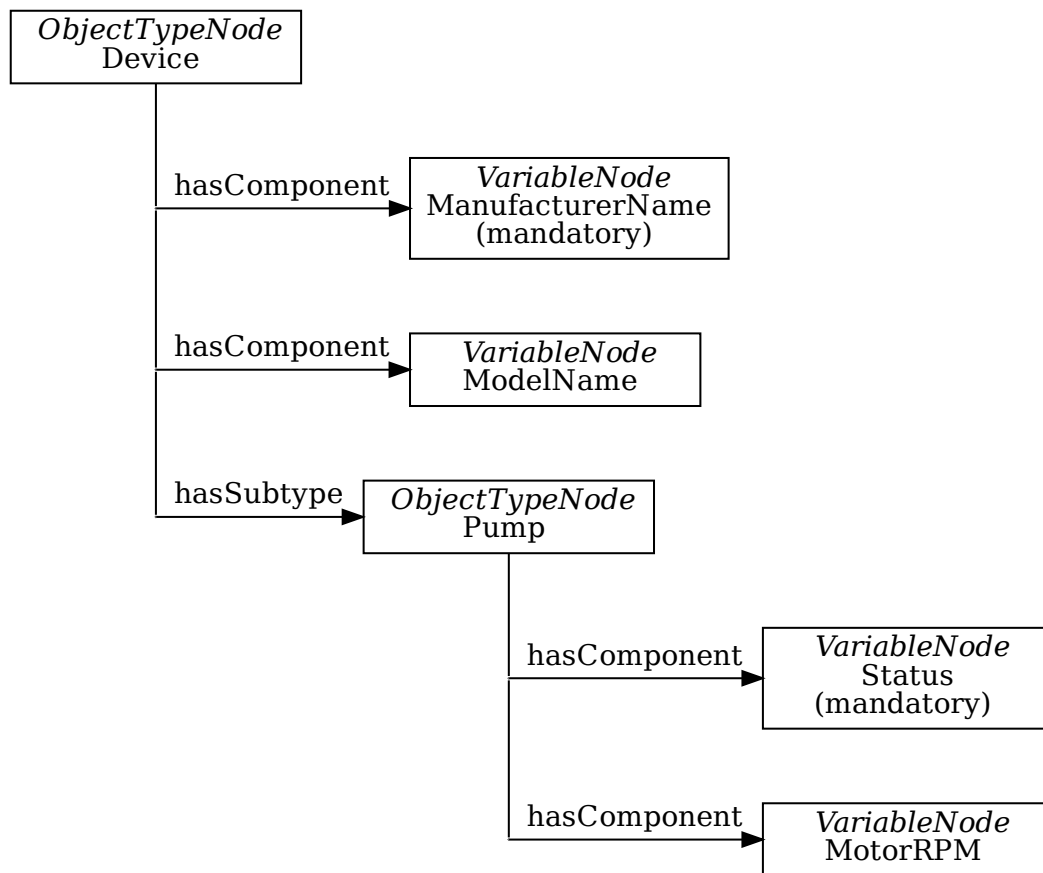 ObjectTypeNode
Device
hasComponent
VariableNode
ManufacturerName
(mandatory)
hasComponent
VariableNode
ModelName
hasSubtype
ObjectTypeNode
Pump
hasComponent
VariableNode
Status
(mandatory)
hasComponent
VariableNode
MotorRPM